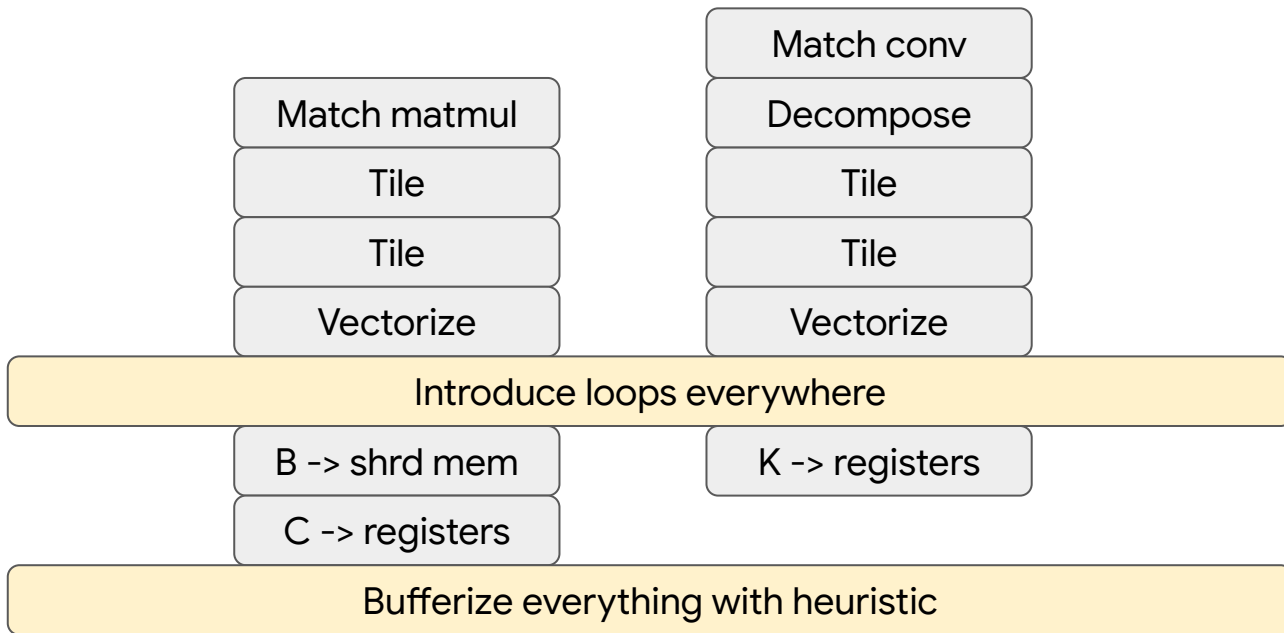 Match matmul
Tile
Tile
Vectorize
Match conv
Decompose
Tile
Tile
Vectorize
Introduce loops everywhere
B -> shrd mem
C -> registers
K -> registers
Bufferize everything with heuristic